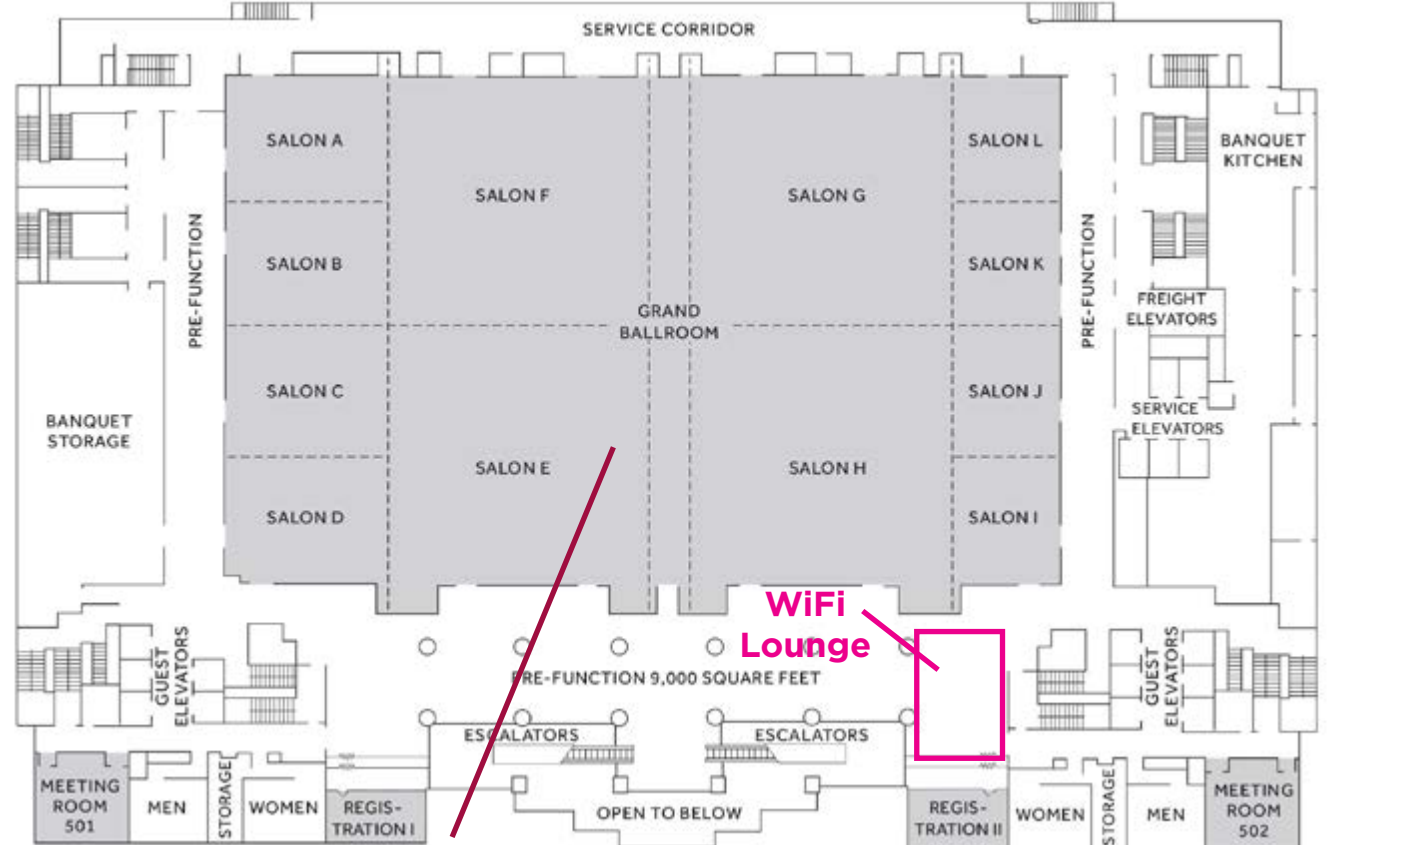 SERVICE CORRIDOR
SALON A
SALON L
BANQUET
KITCHEN
SALON F
SALON G
PRE-FUNCTION
SALON B
SALON K
PRE-FUNCTION
GRAND
BALLROOM
FREIGHT
ELEVATORS
SALON C
SALON J
BANQUET
STORAGE
SERVICE
ELEVATORS
SALON E
SALON H
SALON D
SALON I
WiFi
Lounge
GUEST
ELEVATORS
PRE-FUNCTION 9,000 SQUARE FEET
GUEST
ELEVATORS
ESCALATORS
ESCALATORS
MEETING
ROOM
501
MEN
STORAGE
WOMEN
REGIS-
TRATION I
OPEN TO BELOW
REGIS-
TRATION II
WOMEN
STORAGE
MEN
MEETING
ROOM
502